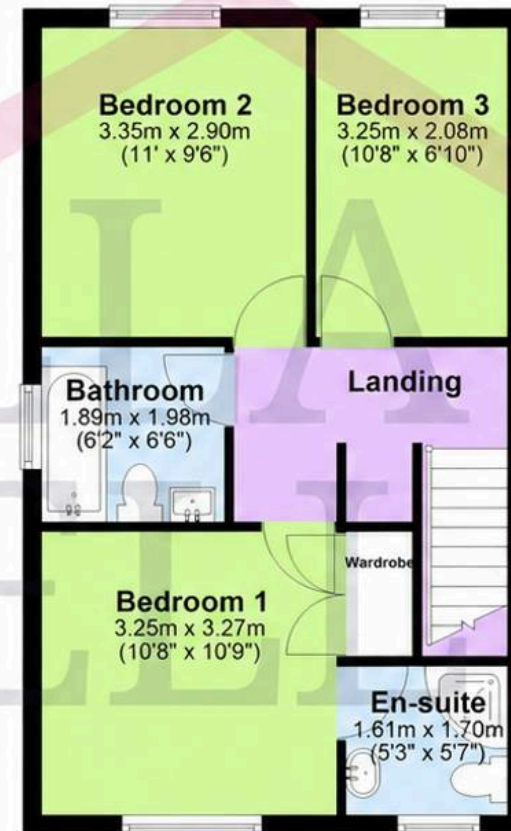 Bedroom 2
3.35m x 2.90m
(11' x 9'6")
Bedroom 3
3.25m x 2.08m
(10'8" x 6'10")
Bathroom
1.89m x 1.98m
(6'2" x 6'6")
Landing
Wardrobe
Bedroom 1
3.25m x 3.27m
(10'8" x 10'9")
En-suite
1.61m x 1.70m
(5'3" x 5'7")